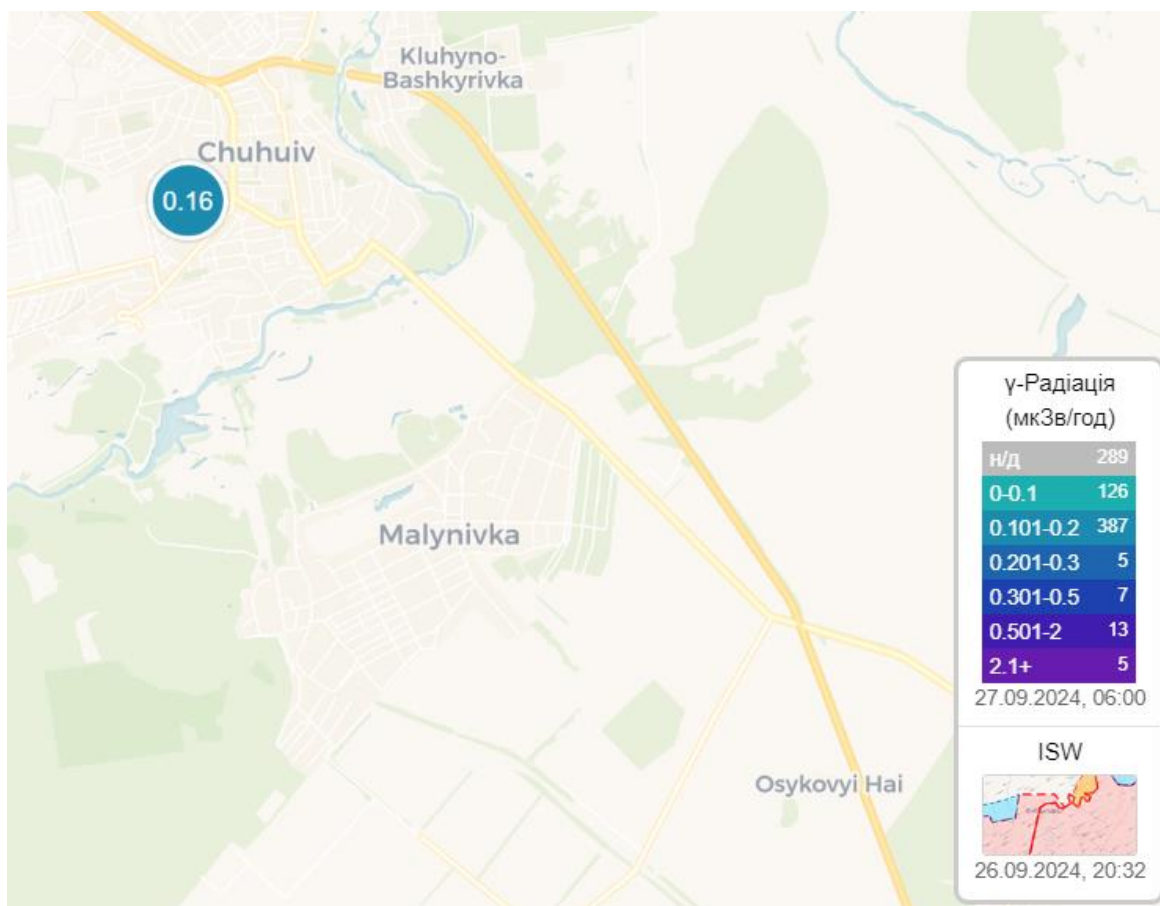 Kluhyno-
Bashkyrivka
Chuhuiv
0.16
Malynivka
Osykovyi Hai
γ-Радіація
(мкЗв/год)
н/д 289
0-0.1 126
0.101-0.2 387
0.201-0.3 5
0.301-0.5 7
0.501-2 13
2.1+ 5
27.09.2024, 06:00
ISW
26.09.2024, 20:32